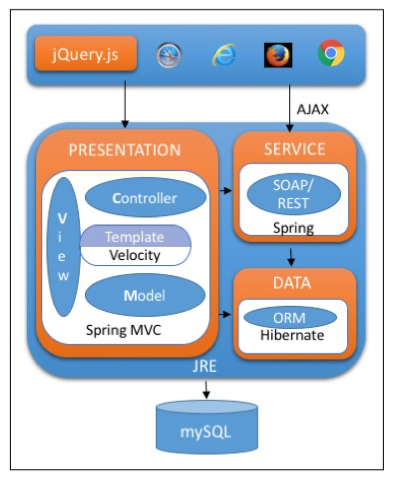 jQuery.js
AJAX
PRESENTATION
View
Controller
Template
Velocity
Model
Spring MVC
SERVICE
SOAP/
REST
Spring
DATA
ORM
Hibernate
JRE
mySQL